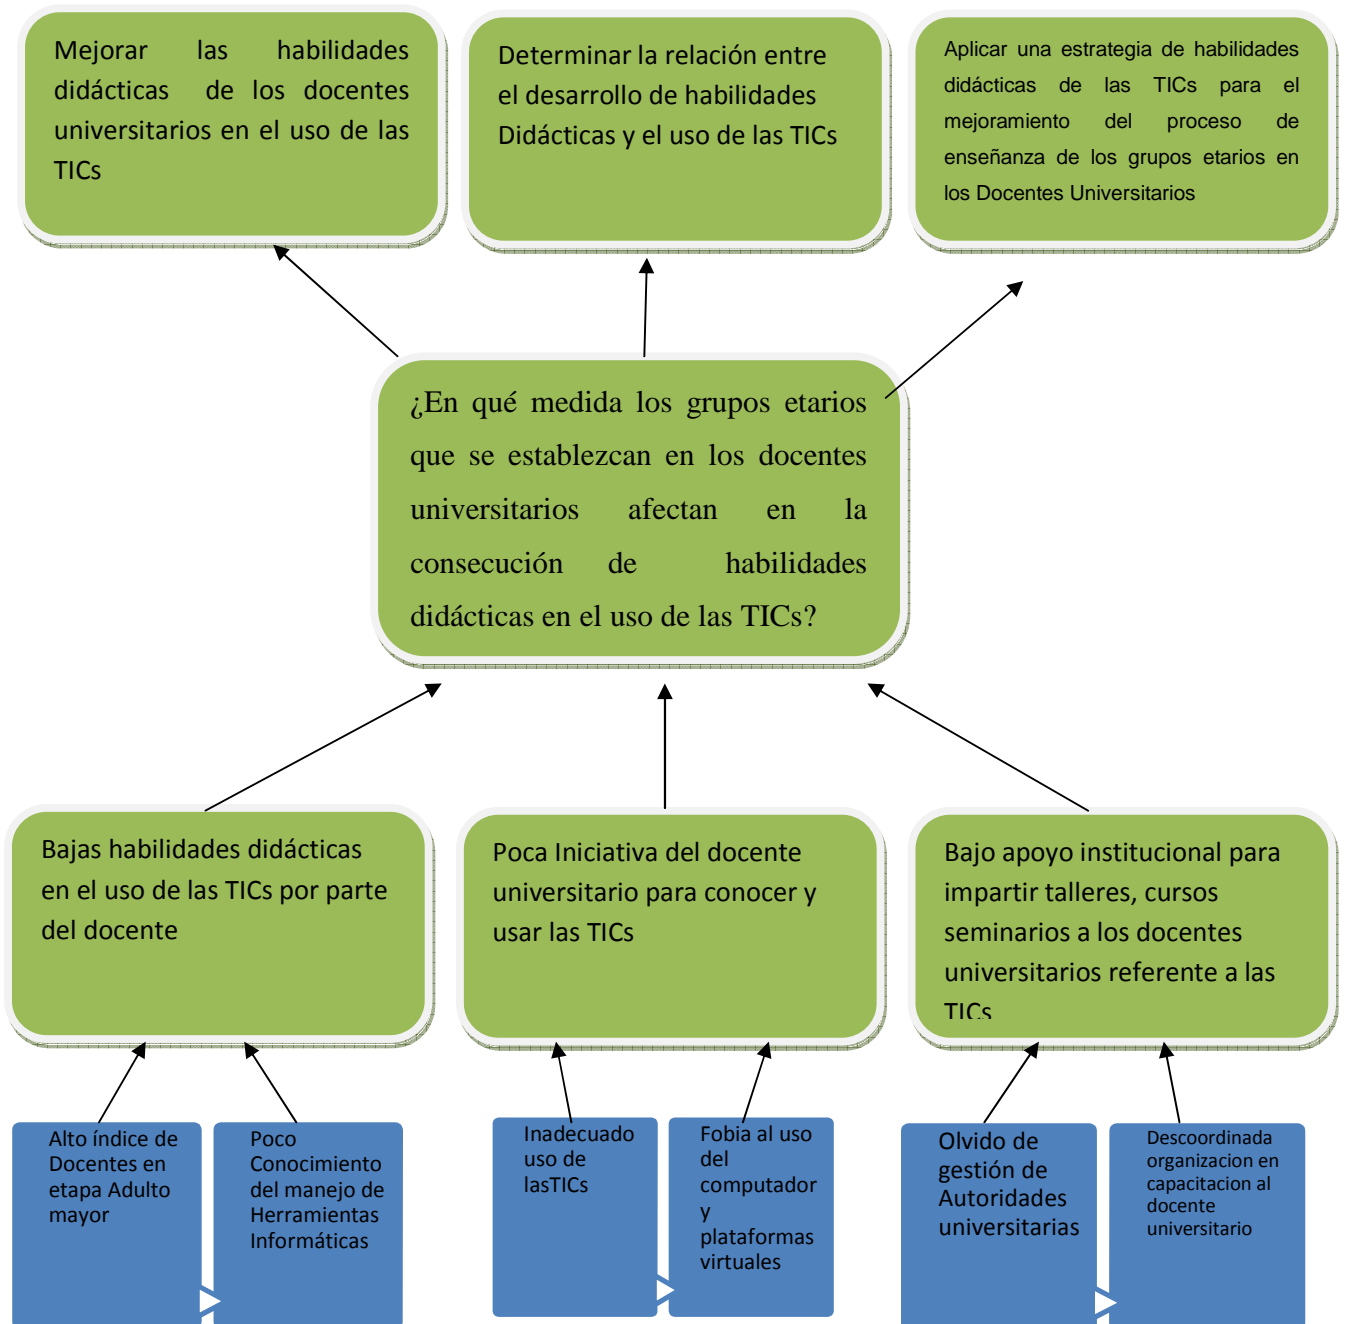 Mejorar las habilidades
didácticas de los docentes
universitarios en el uso de las
TICs
Determinar la relación entre
el desarrollo de habilidades
Didácticas y el uso de las TICs
Aplicar una estrategia de habilidades
didácticas de las TICs para el
mejoramiento del proceso de
enseñanza de los grupos etarios en
los Docentes Universitarios
¿En qué medida los grupos etarios
que se establezcan en los docentes
universitarios afectan en la
consecución de habilidades
didácticas en el uso de las TICs?
Bajas habilidades didácticas
en el uso de las TICs por parte
del docente
Poca Iniciativa del docente
universitario para conocer y
usar las TICs
Bajo apoyo institucional para
impartir talleres, cursos
seminarios a los docentes
universitarios referente a las
TICs
Alto índice de
Docentes en
etapa Adulto
mayor
Poco
Conocimiento
del manejo de
Herramientas
Informáticas
Inadecuado
uso de
lasTICs
Fobia al uso
del
computador
y
plataformas
virtuales
Olvido de
gestión de
Autoridades
universitarias
Descoordinada
organizacion en
capacitacion al
docente
universitario